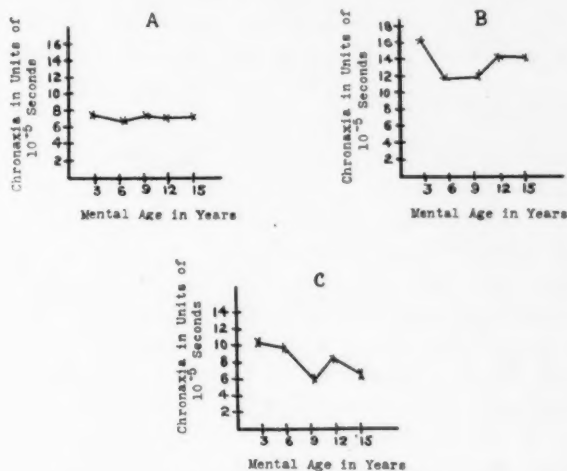 A
Chronaxia in Units of
10⁻⁵ Seconds
16
14
12
10
8
6
4
2
3 6 9 12 15
Mental Age in Years
B
Chronaxia in Units of
10⁻⁵ Seconds
18
16
14
12
10
8
6
4
2
3 6 9 12 15
Mental Age in Years
C
Chronaxia in Units of
10⁻⁵ Seconds
14
12
10
8
6
4
2
3 6 9 12 15
Mental Age in Years